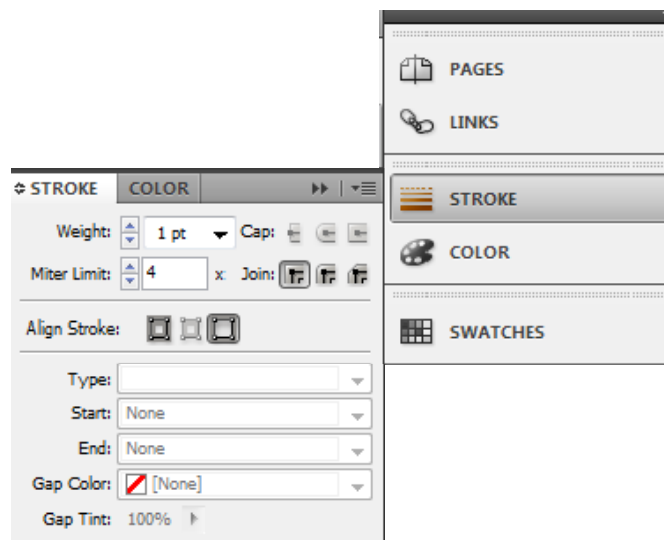 PAGES
LINKS
STROKE
COLOR
SWATCHES
STROKE COLOR
Weight: 1 pt Cap:
Miter Limit: 4 x Join:
Align Stroke:
Type:
Start: None
End: None
Gap Color: [None]
Gap Tint: 100%